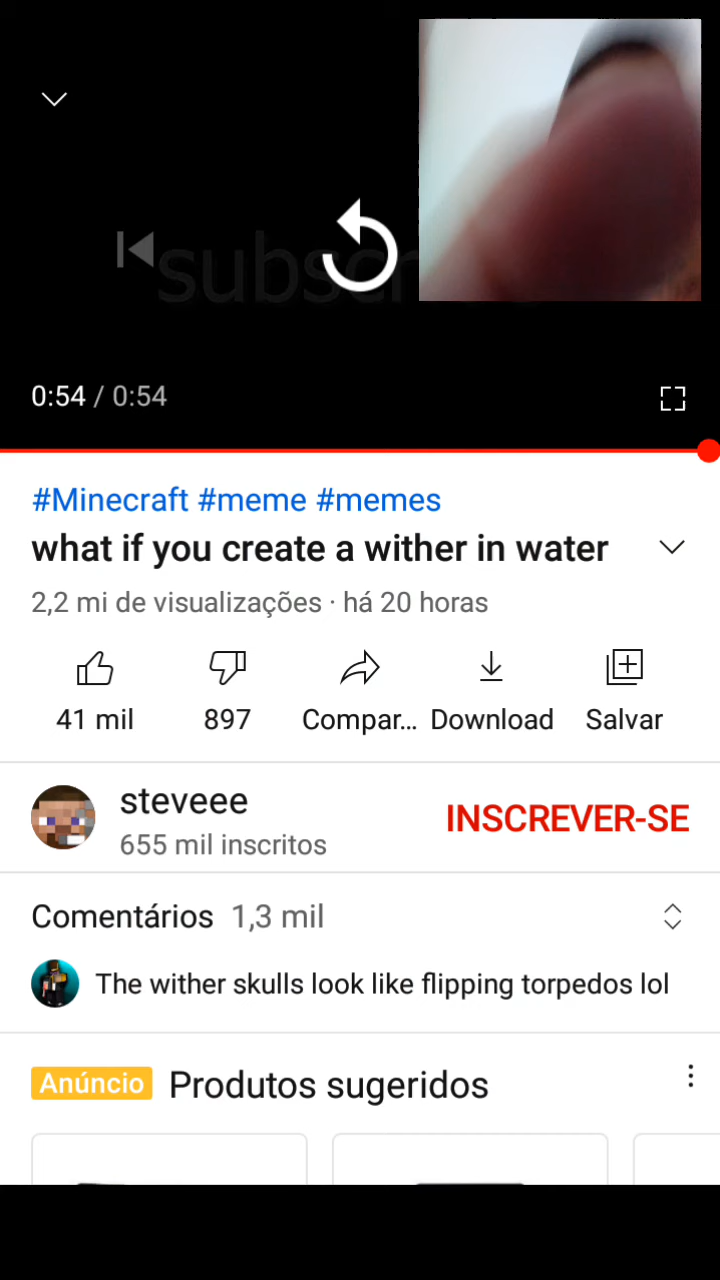 subsc
0:54 / 0:54
#Minecraft #meme #memes
what if you create a wither in water
2,2 mi de visualizações · há 20 horas
41 mil
897
Compar...
Download
Salvar
steveee
INSCREVER-SE
655 mil inscritos
Comentários 1,3 mil
The wither skulls look like flipping torpedos lol
Anúncio Produtos sugeridos